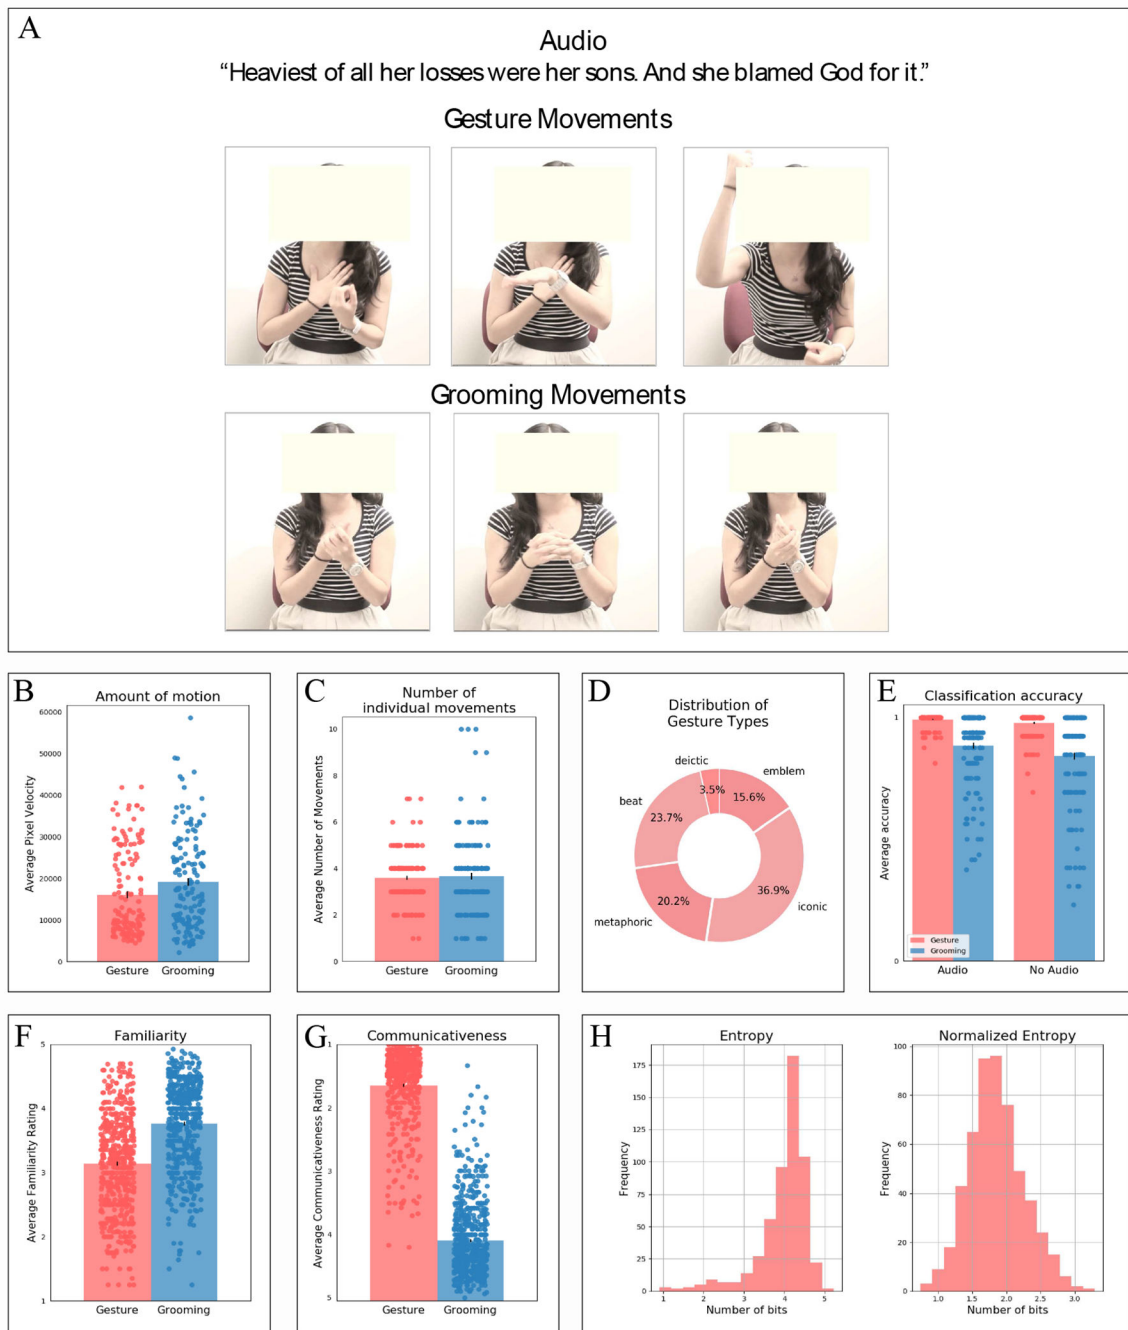 A
Audio
“Heaviest of all her losses were her sons. And she blamed God for it.”
Gesture Movements
Grooming Movements
B
Amount of motion
60000
50000
40000
30000
20000
10000
0
Average Pixel Velocity
Gesture
Grooming
C
Number of
individual movements
10
8
6
4
2
0
Average Number of Movements
Gesture
Grooming
D
Distribution of
Gesture Types
deictic
3.5%
emblem
15.6%
beat
23.7%
36.9%
iconic
20.2%
metaphoric
E
Classification accuracy
1
0
Average accuracy
Gesture
Grooming
Audio
No Audio
F
Familiarity
5
4
3
2
1
Average Familiarity Rating
Gesture
Grooming
G
Communicativeness
1
2
3
4
5
Average Communicativeness Rating
Gesture
Grooming
H
Entropy
175
150
125
100
75
50
25
0
Frequency
1
2
3
4
5
Number of bits
Normalized Entropy
100
80
60
40
20
0
Frequency
1.0
1.5
2.0
2.5
3.0
Number of bits